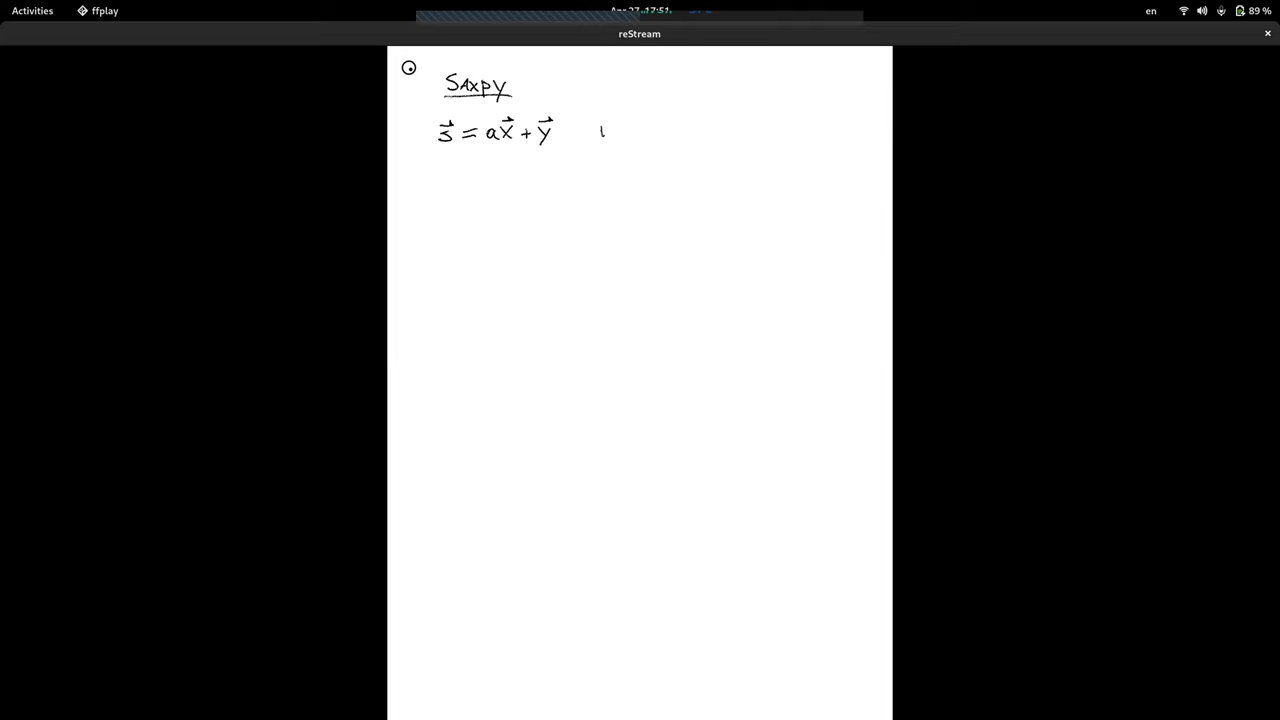 Activities ffplay en 89 %
reStream
SAXPY
s⃗ = ax⃗ + y⃗